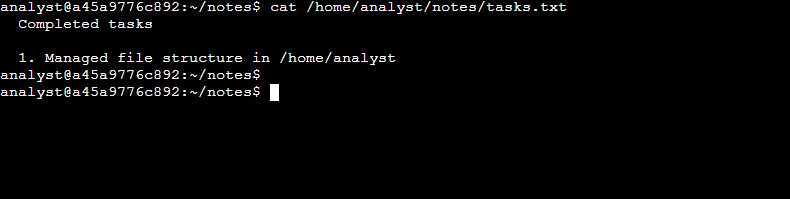 analyst@a45a9776c892:~/notes$ cat /home/analyst/notes/tasks.txt
Completed tasks
1. Managed file structure in /home/analyst
analyst@a45a9776c892:~/notes$
analyst@a45a9776c892:~/notes$